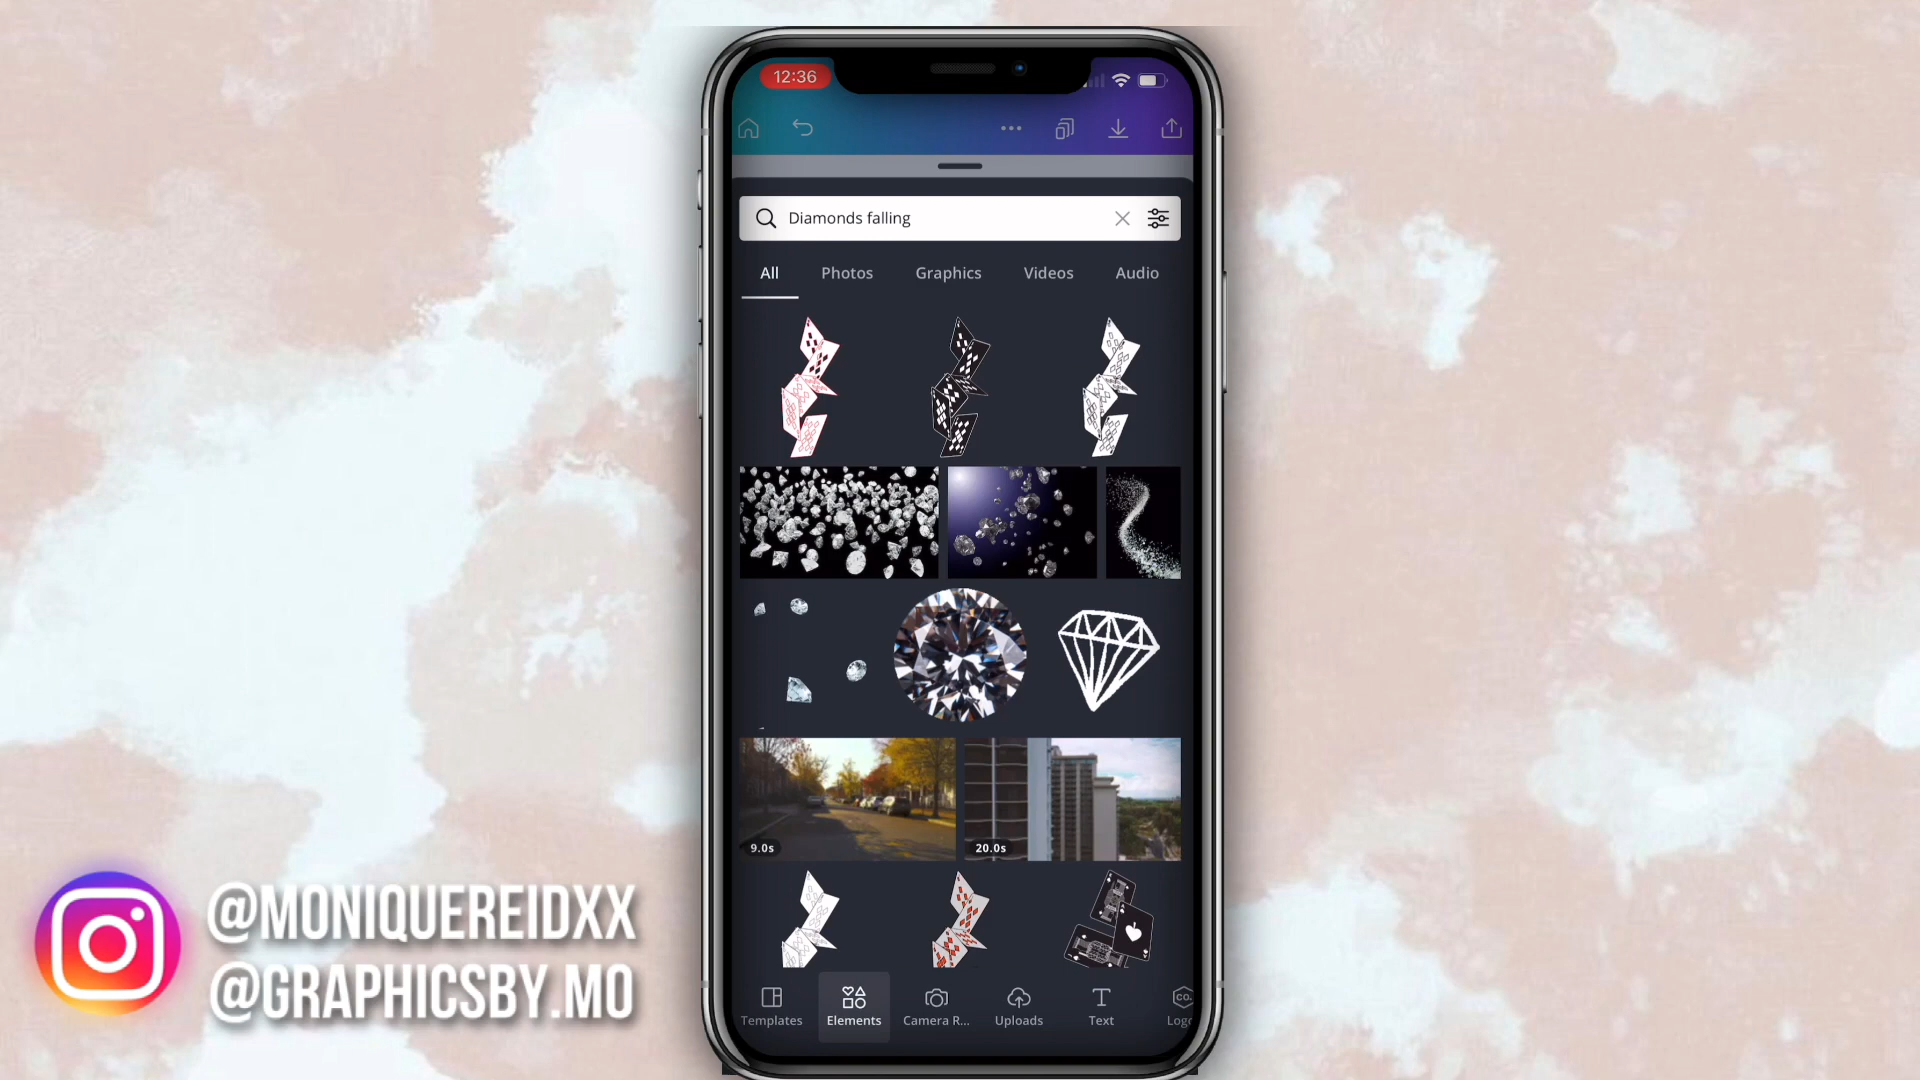 12:36
Diamonds falling
All
Photos
Graphics
Videos
Audio
9.0s
20.0s
@MONIQUEREIDXX
@GRAPHICSBY.MO
Templates
Elements
Camera R...
Uploads
Text
CO.
Logo